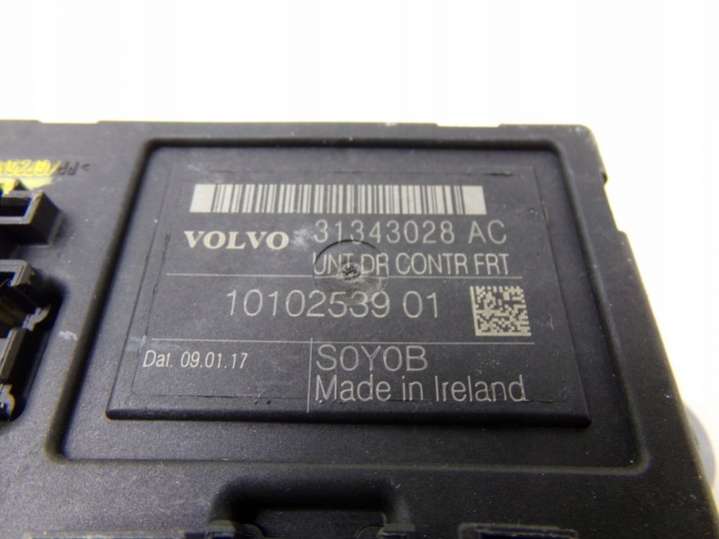 VOLVO 31343028 AC
UNT DR CONTR FRT
10102539 01
Dat. 09.01.17
S0Y0B
Made in Ireland